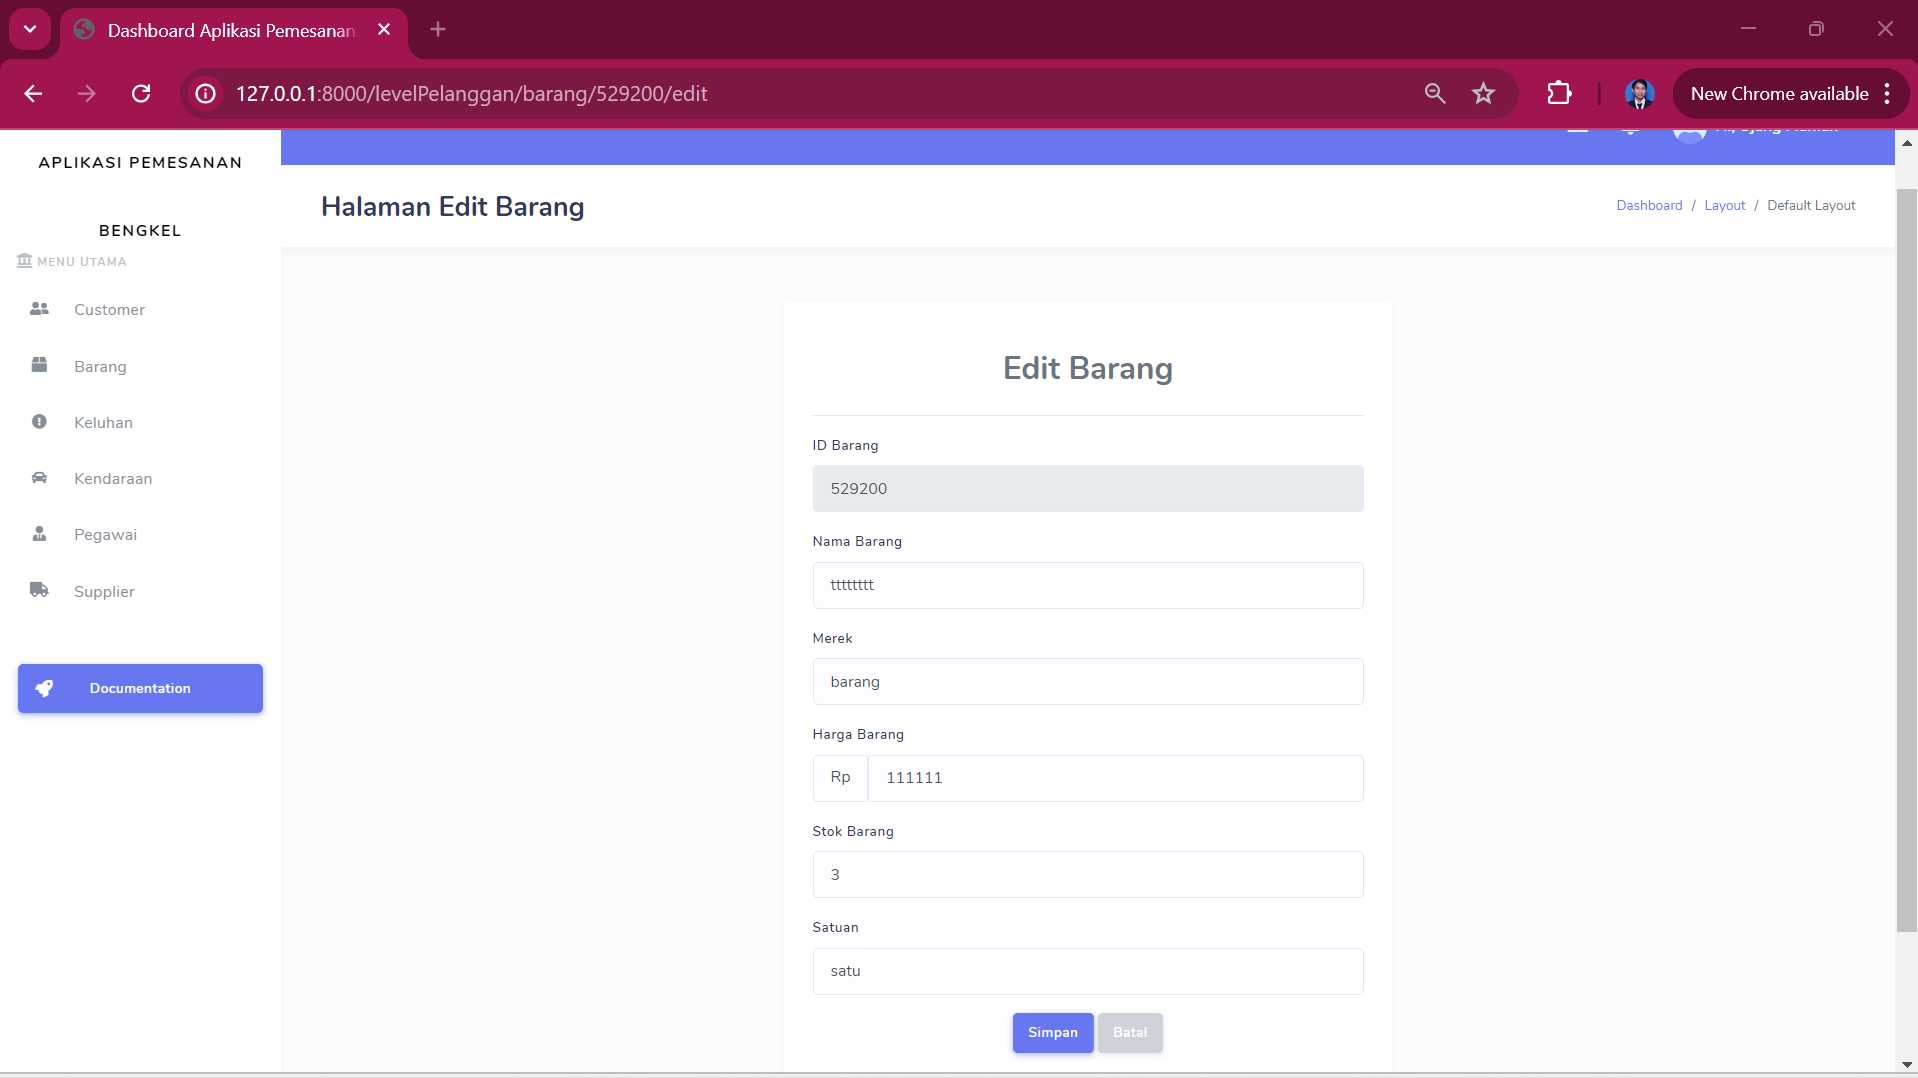 Dashboard Aplikasi Pemesanan
127.0.0.1:8000/levelPelanggan/barang/529200/edit
New Chrome available
APLIKASI PEMESANAN
BENGKEL
MENU UTAMA
Customer
Barang
Keluhan
Kendaraan
Pegawai
Supplier
Documentation
Halaman Edit Barang
Dashboard / Layout / Default Layout
Edit Barang
ID Barang
529200
Nama Barang
tttttttt
Merek
barang
Harga Barang
Rp 111111
Stok Barang
3
Satuan
satu
Simpan Batal